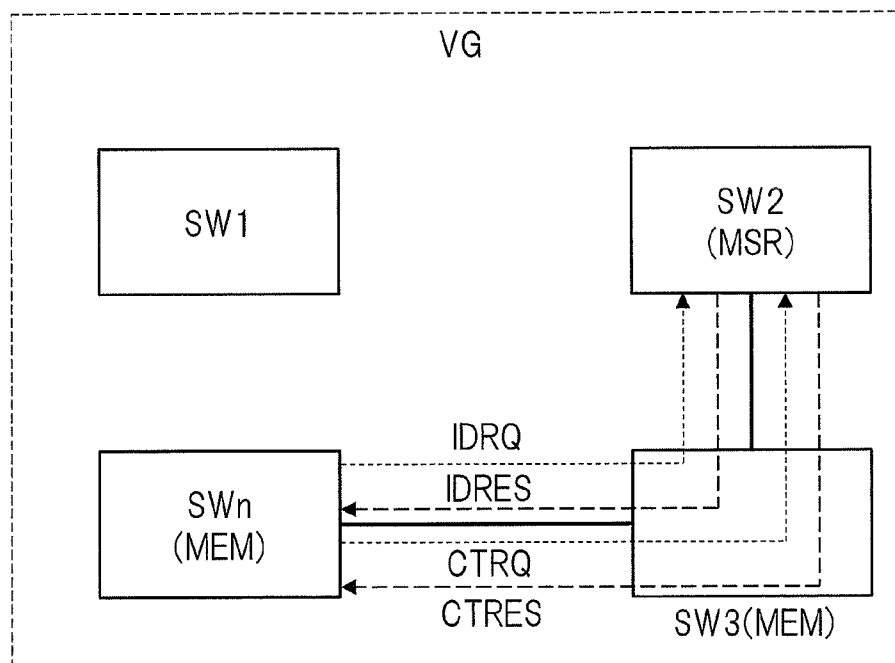 VG
SW1
SW2
(MSR)
IDRQ
IDRES
SWn
(MEM)
CTRQ
CTRES
SW3(MEM)